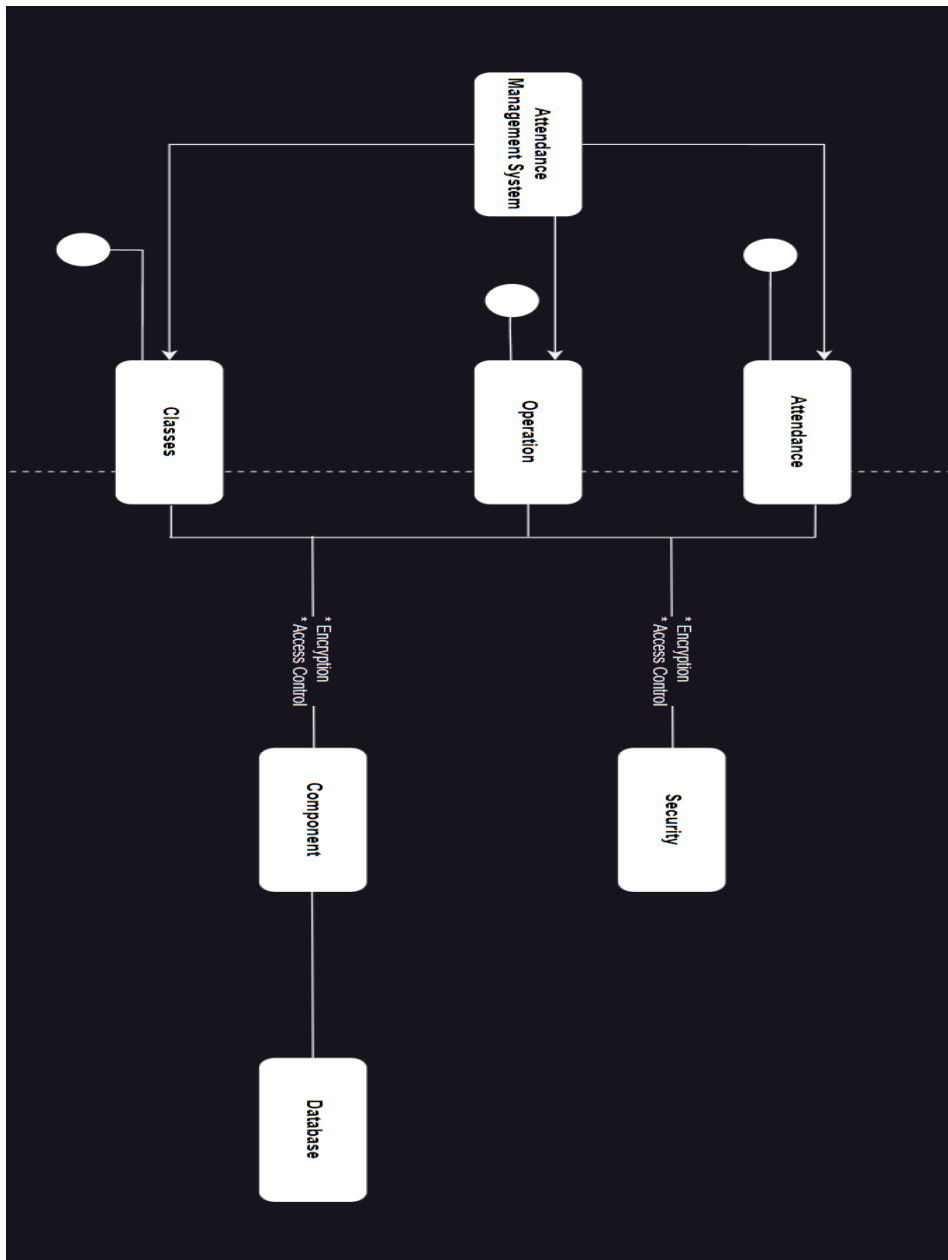 Attendance
Management System
Attendance
Operation
Classes
* Encryption
* Access Control
* Encryption
* Access Control
Security
Component
Database